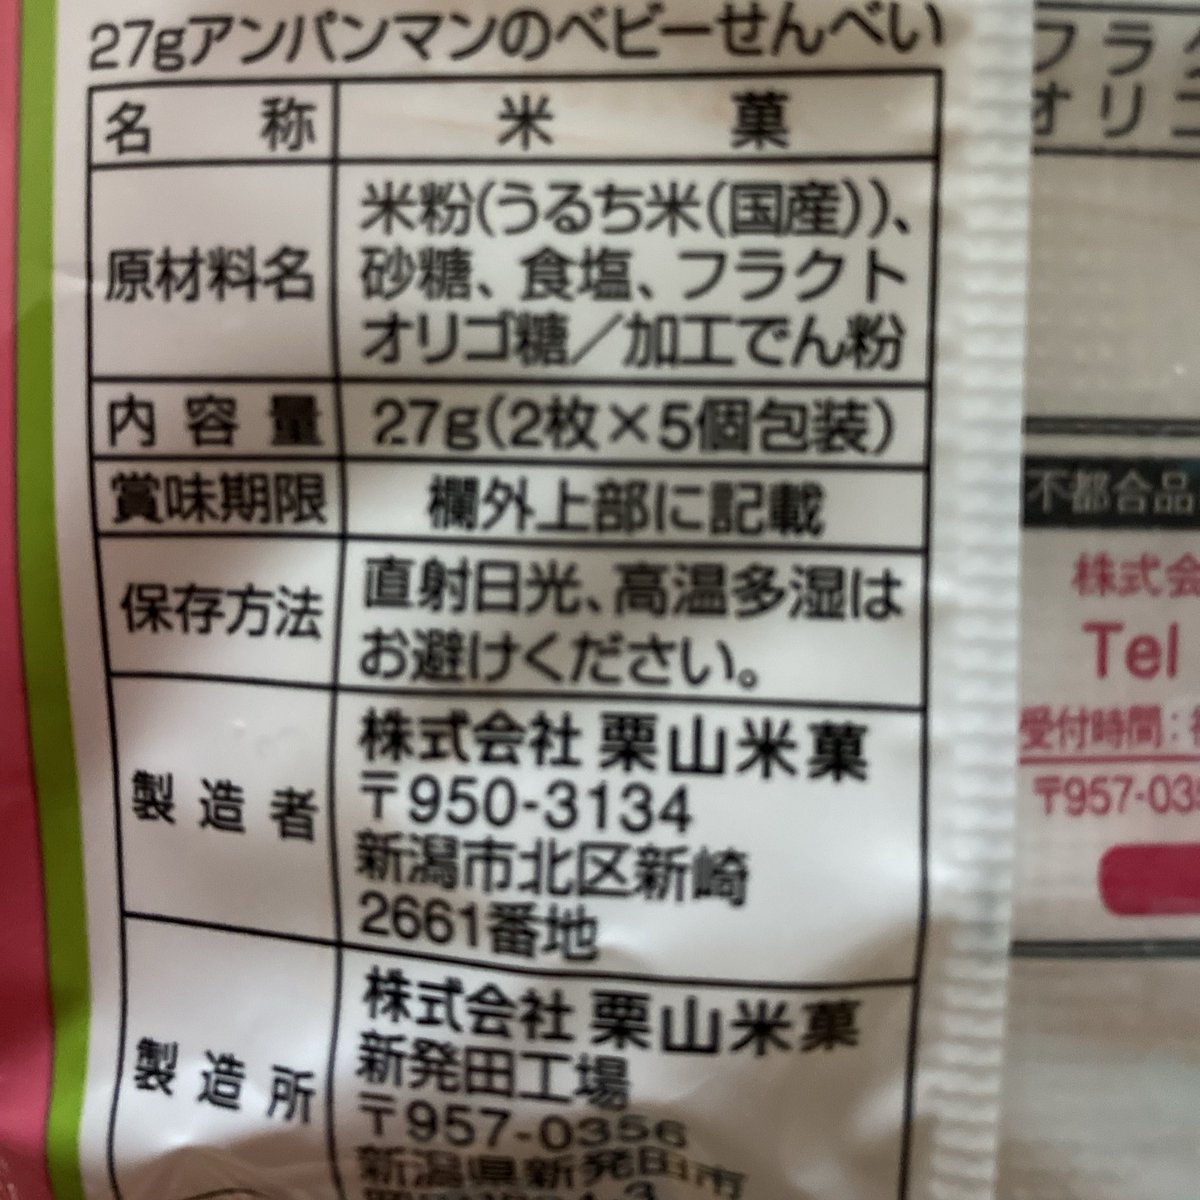 27gアンパンマンのベビーせんべい
名称 米菓
原材料名 米粉(うるち米(国産))、
砂糖、食塩、フラクト
オリゴ糖／加工でん粉
内容量 27g(2枚×5個包装)
賞味期限 欄外上部に記載
保存方法 直射日光、高温多湿は
お避けください。
製造者 株式会社 栗山米菓
〒950-3134
新潟市北区新崎
2661番地
製造所 株式会社 栗山米菓
新発田工場
〒957-0356
新潟県新発田市
フラ
オリ
不都合品
株式会
Tel
受付時間:
〒957-03